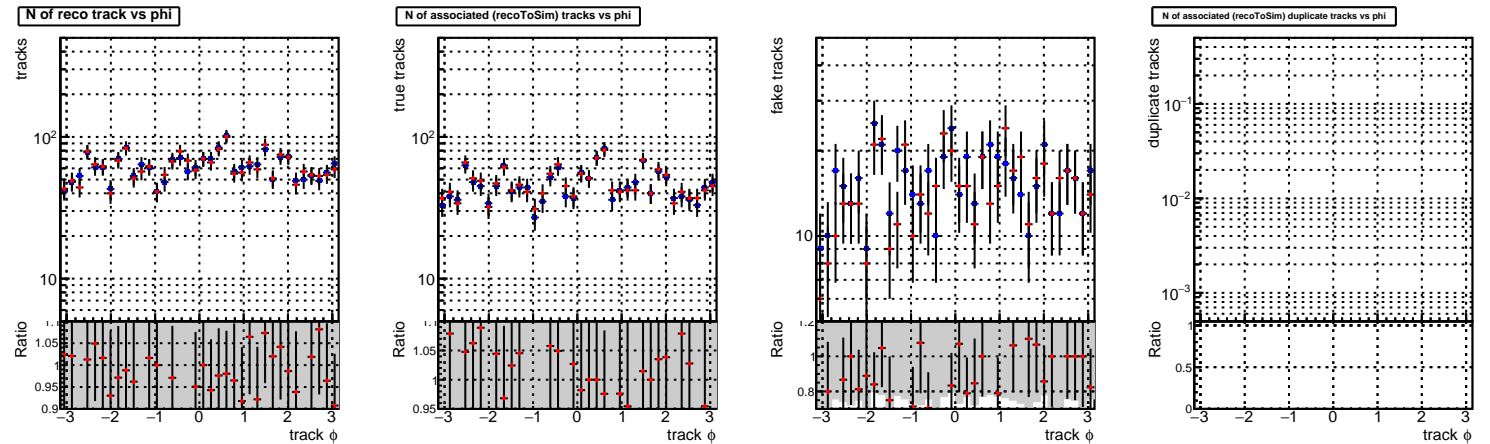 N of reco track vs phi
tracks
10²
10
Ratio
1.1
1.05
1
0.95
0.9
−3 −2 −1 0 1 2 3
track ϕ
N of associated (recoToSim) tracks vs phi
true tracks
10²
10
Ratio
1.1
1.05
1
0.95
−3 −2 −1 0 1 2 3
track ϕ
fake tracks
10
Ratio
1.2
1
0.8
−3 −2 −1 0 1 2 3
track ϕ
N of associated (recoToSim) duplicate tracks vs phi
duplicate tracks
10⁻¹
10⁻²
10⁻³
Ratio
1
0.5
0
−3 −2 −1 0 1 2 3
track ϕ